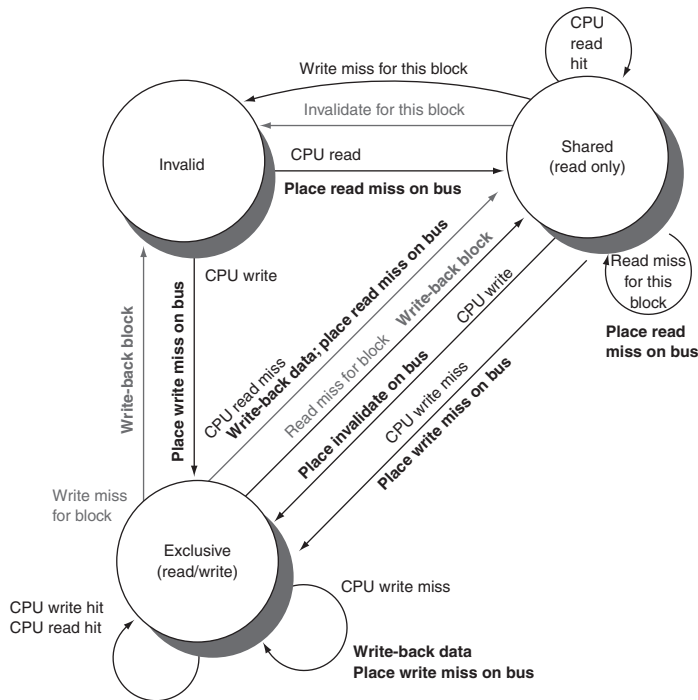 CPU
read
hit
Write miss for this block
Invalidate for this block
Invalid
Shared
(read only)
CPU read
Place read miss on bus
CPU write
Place write miss on bus
Write-back block
Write miss
for block
CPU read miss
Write-back data; place read miss on bus
Read miss for block
Write-back block
CPU write
Place invalidate on bus
CPU write miss
Place write miss on bus
Read miss
for this
block
Place read
miss on bus
Exclusive
(read/write)
CPU write hit
CPU read hit
CPU write miss
Write-back data
Place write miss on bus